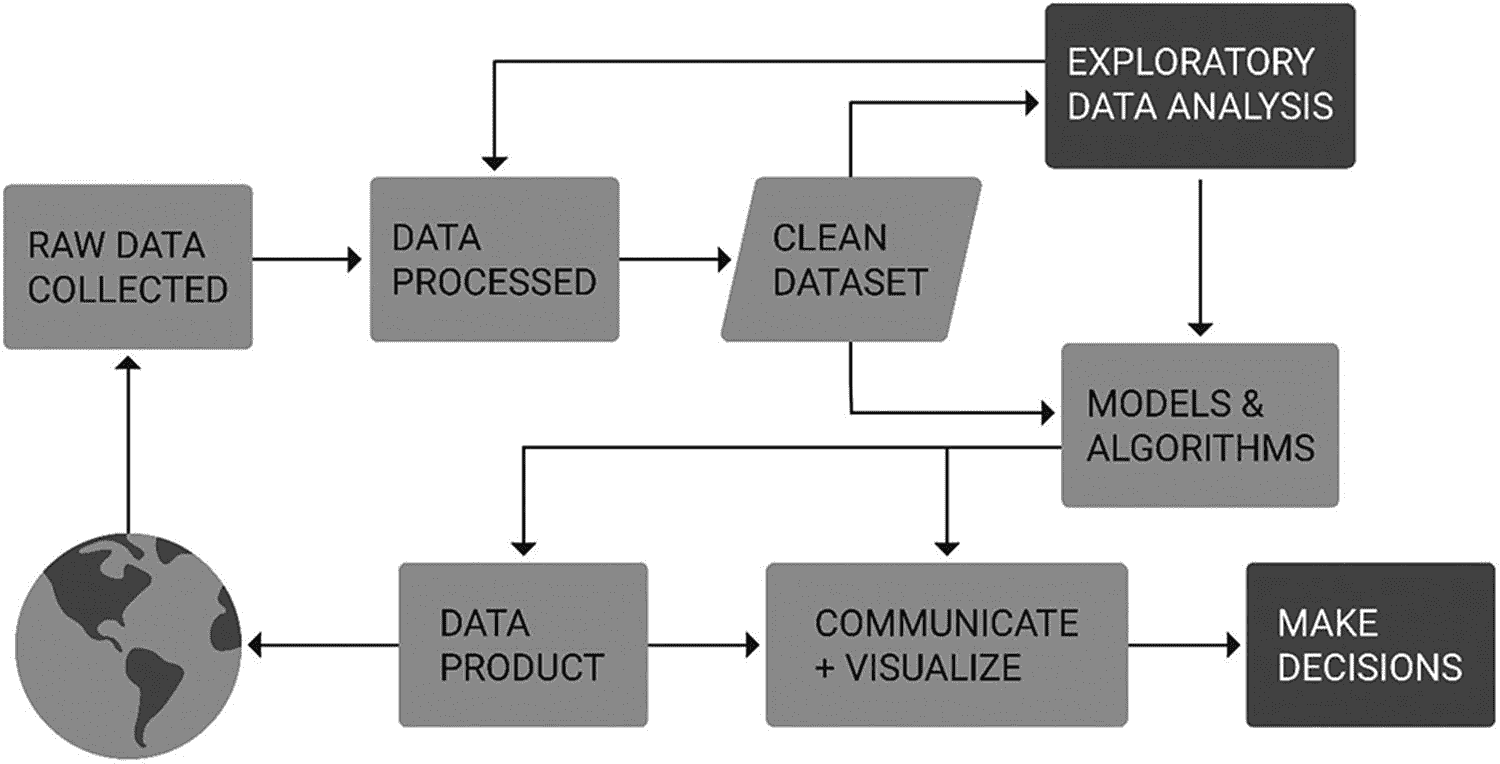 EXPLORATORY
DATA ANALYSIS
RAW DATA
COLLECTED
DATA
PROCESSED
CLEAN
DATASET
MODELS &
ALGORITHMS
DATA
PRODUCT
COMMUNICATE
+ VISUALIZE
MAKE
DECISIONS